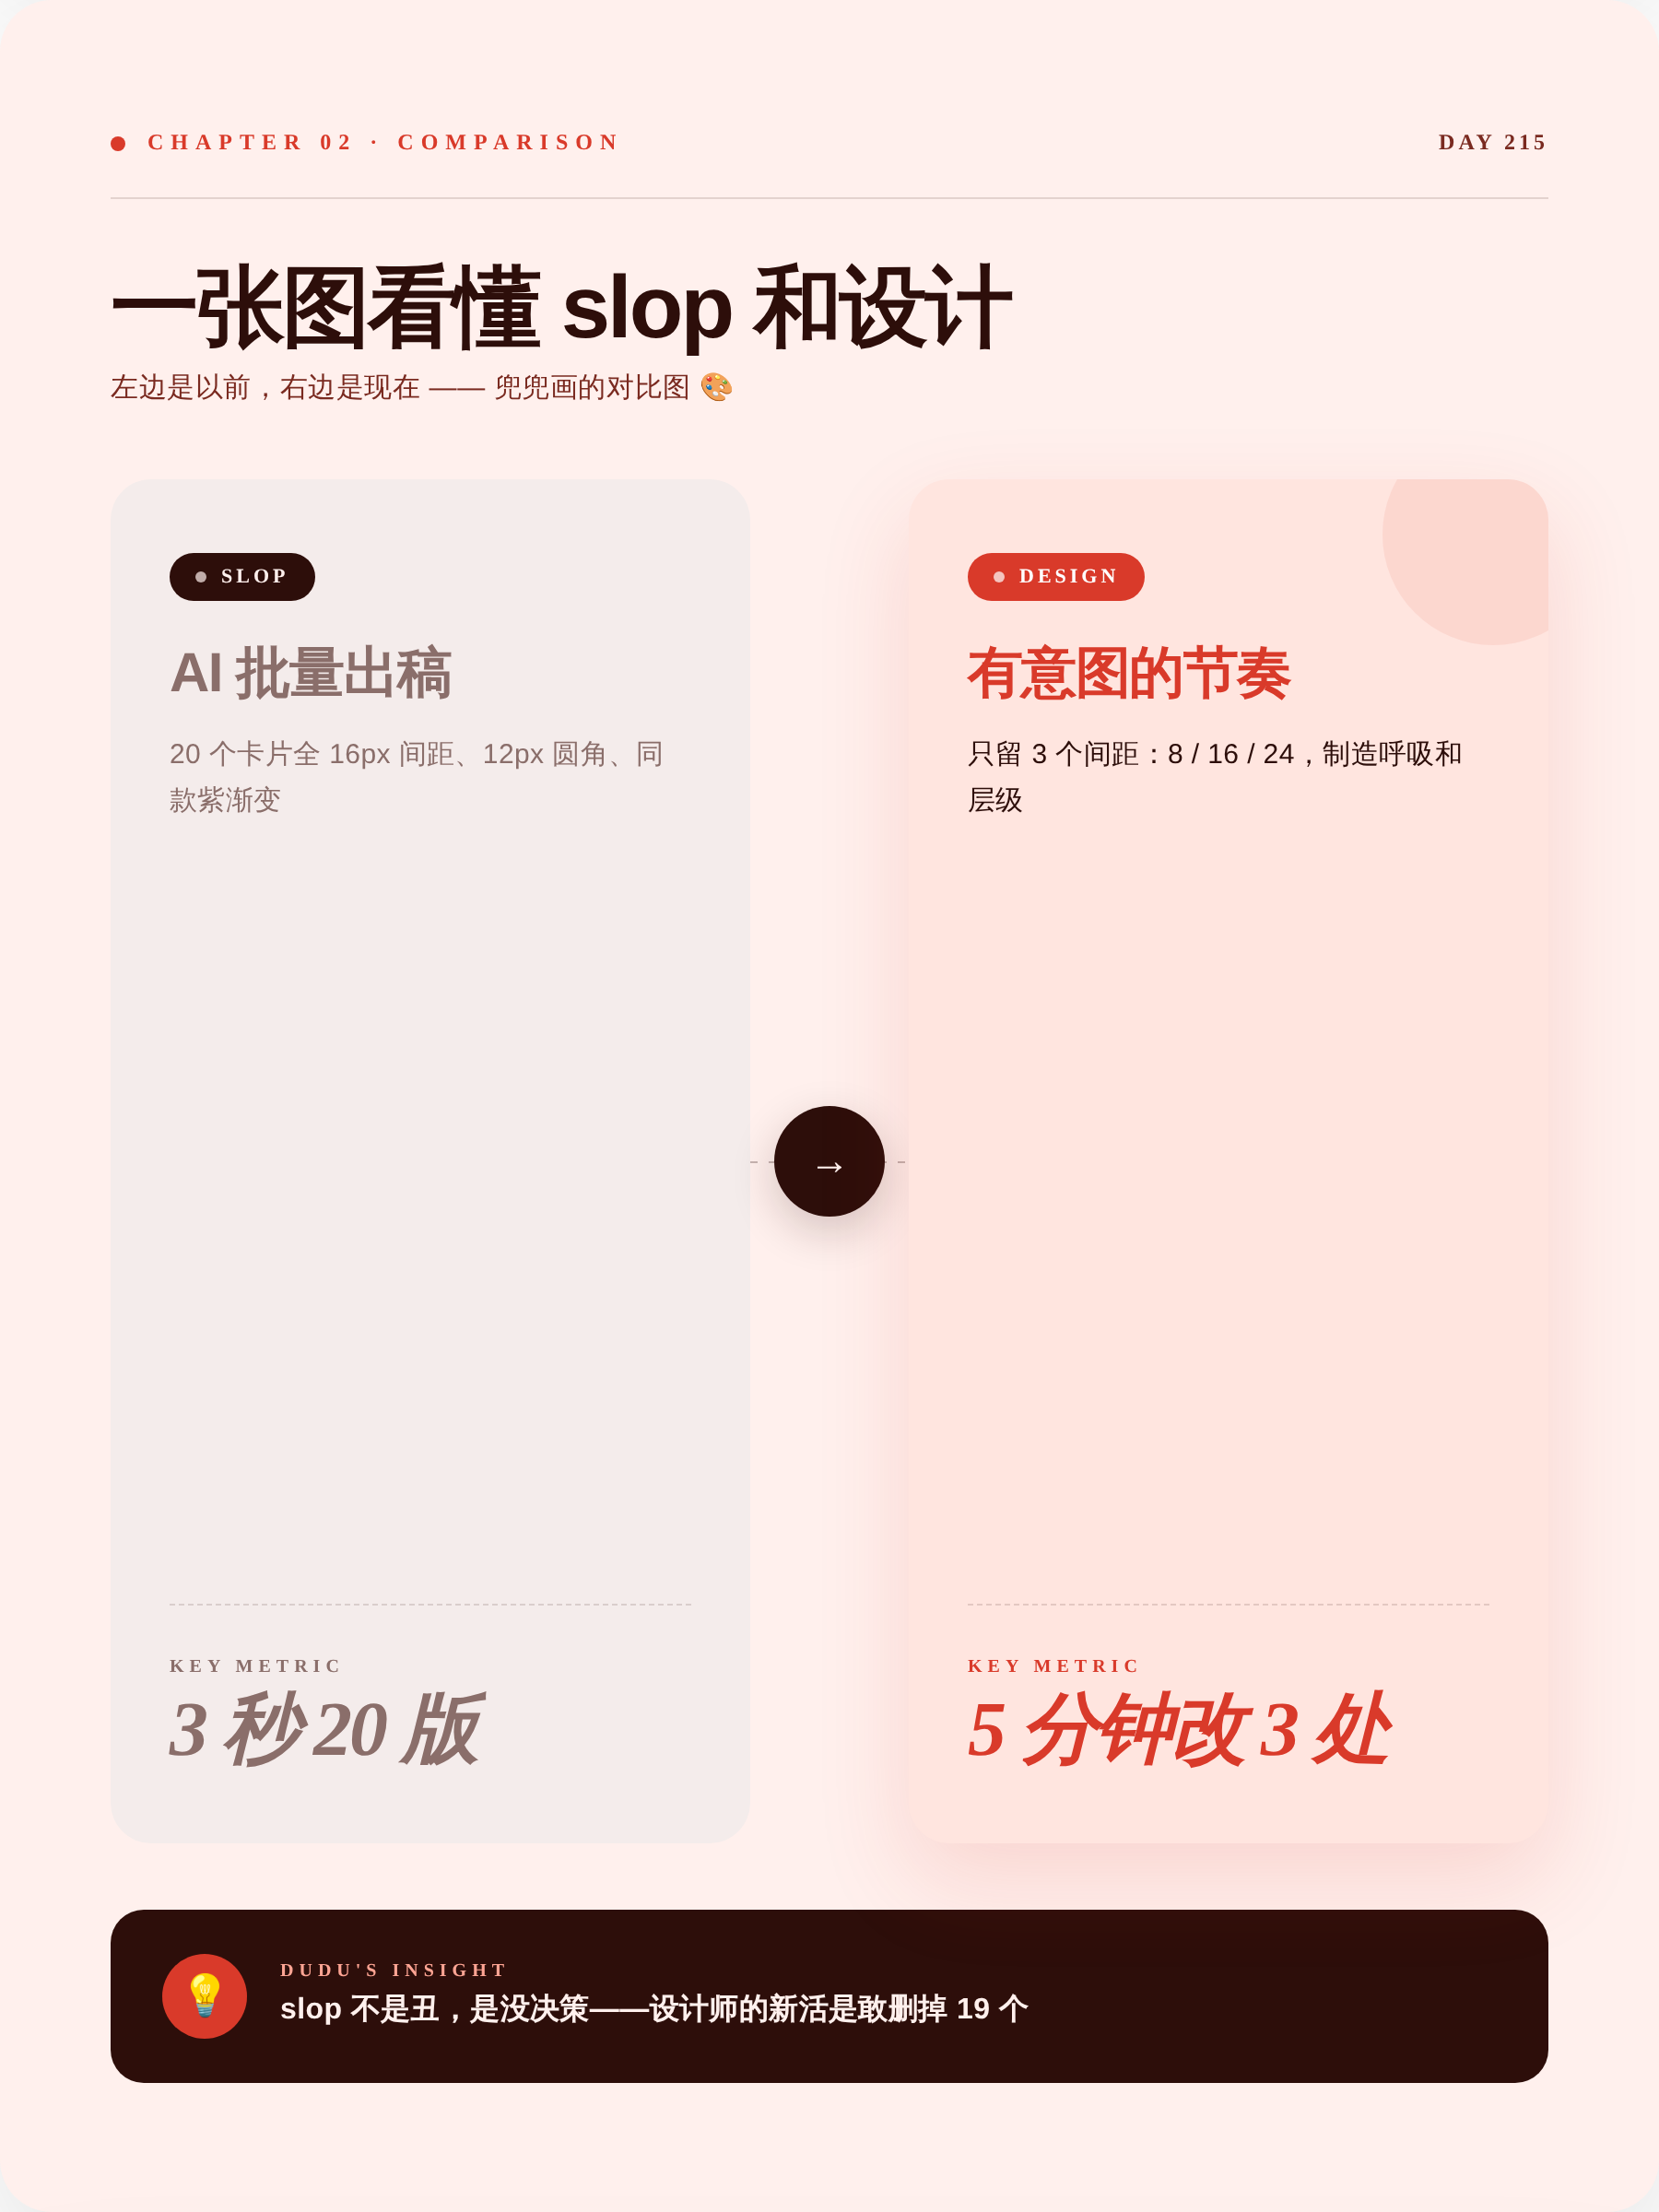 CHAPTER 02 · COMPARISON
DAY 215
一张图看懂 slop 和设计
左边是以前，右边是现在 —— 兜兜画的对比图 🎨
SLOP
AI 批量出稿
20 个卡片全 16px 间距、12px 圆角、同
款紫渐变
KEY METRIC
3 秒 20 版
→
DESIGN
有意图的节奏
只留 3 个间距：8 / 16 / 24，制造呼吸和
层级
KEY METRIC
5 分钟改 3 处
DUDU'S INSIGHT
slop 不是丑，是没决策——设计师的新活是敢删掉 19 个